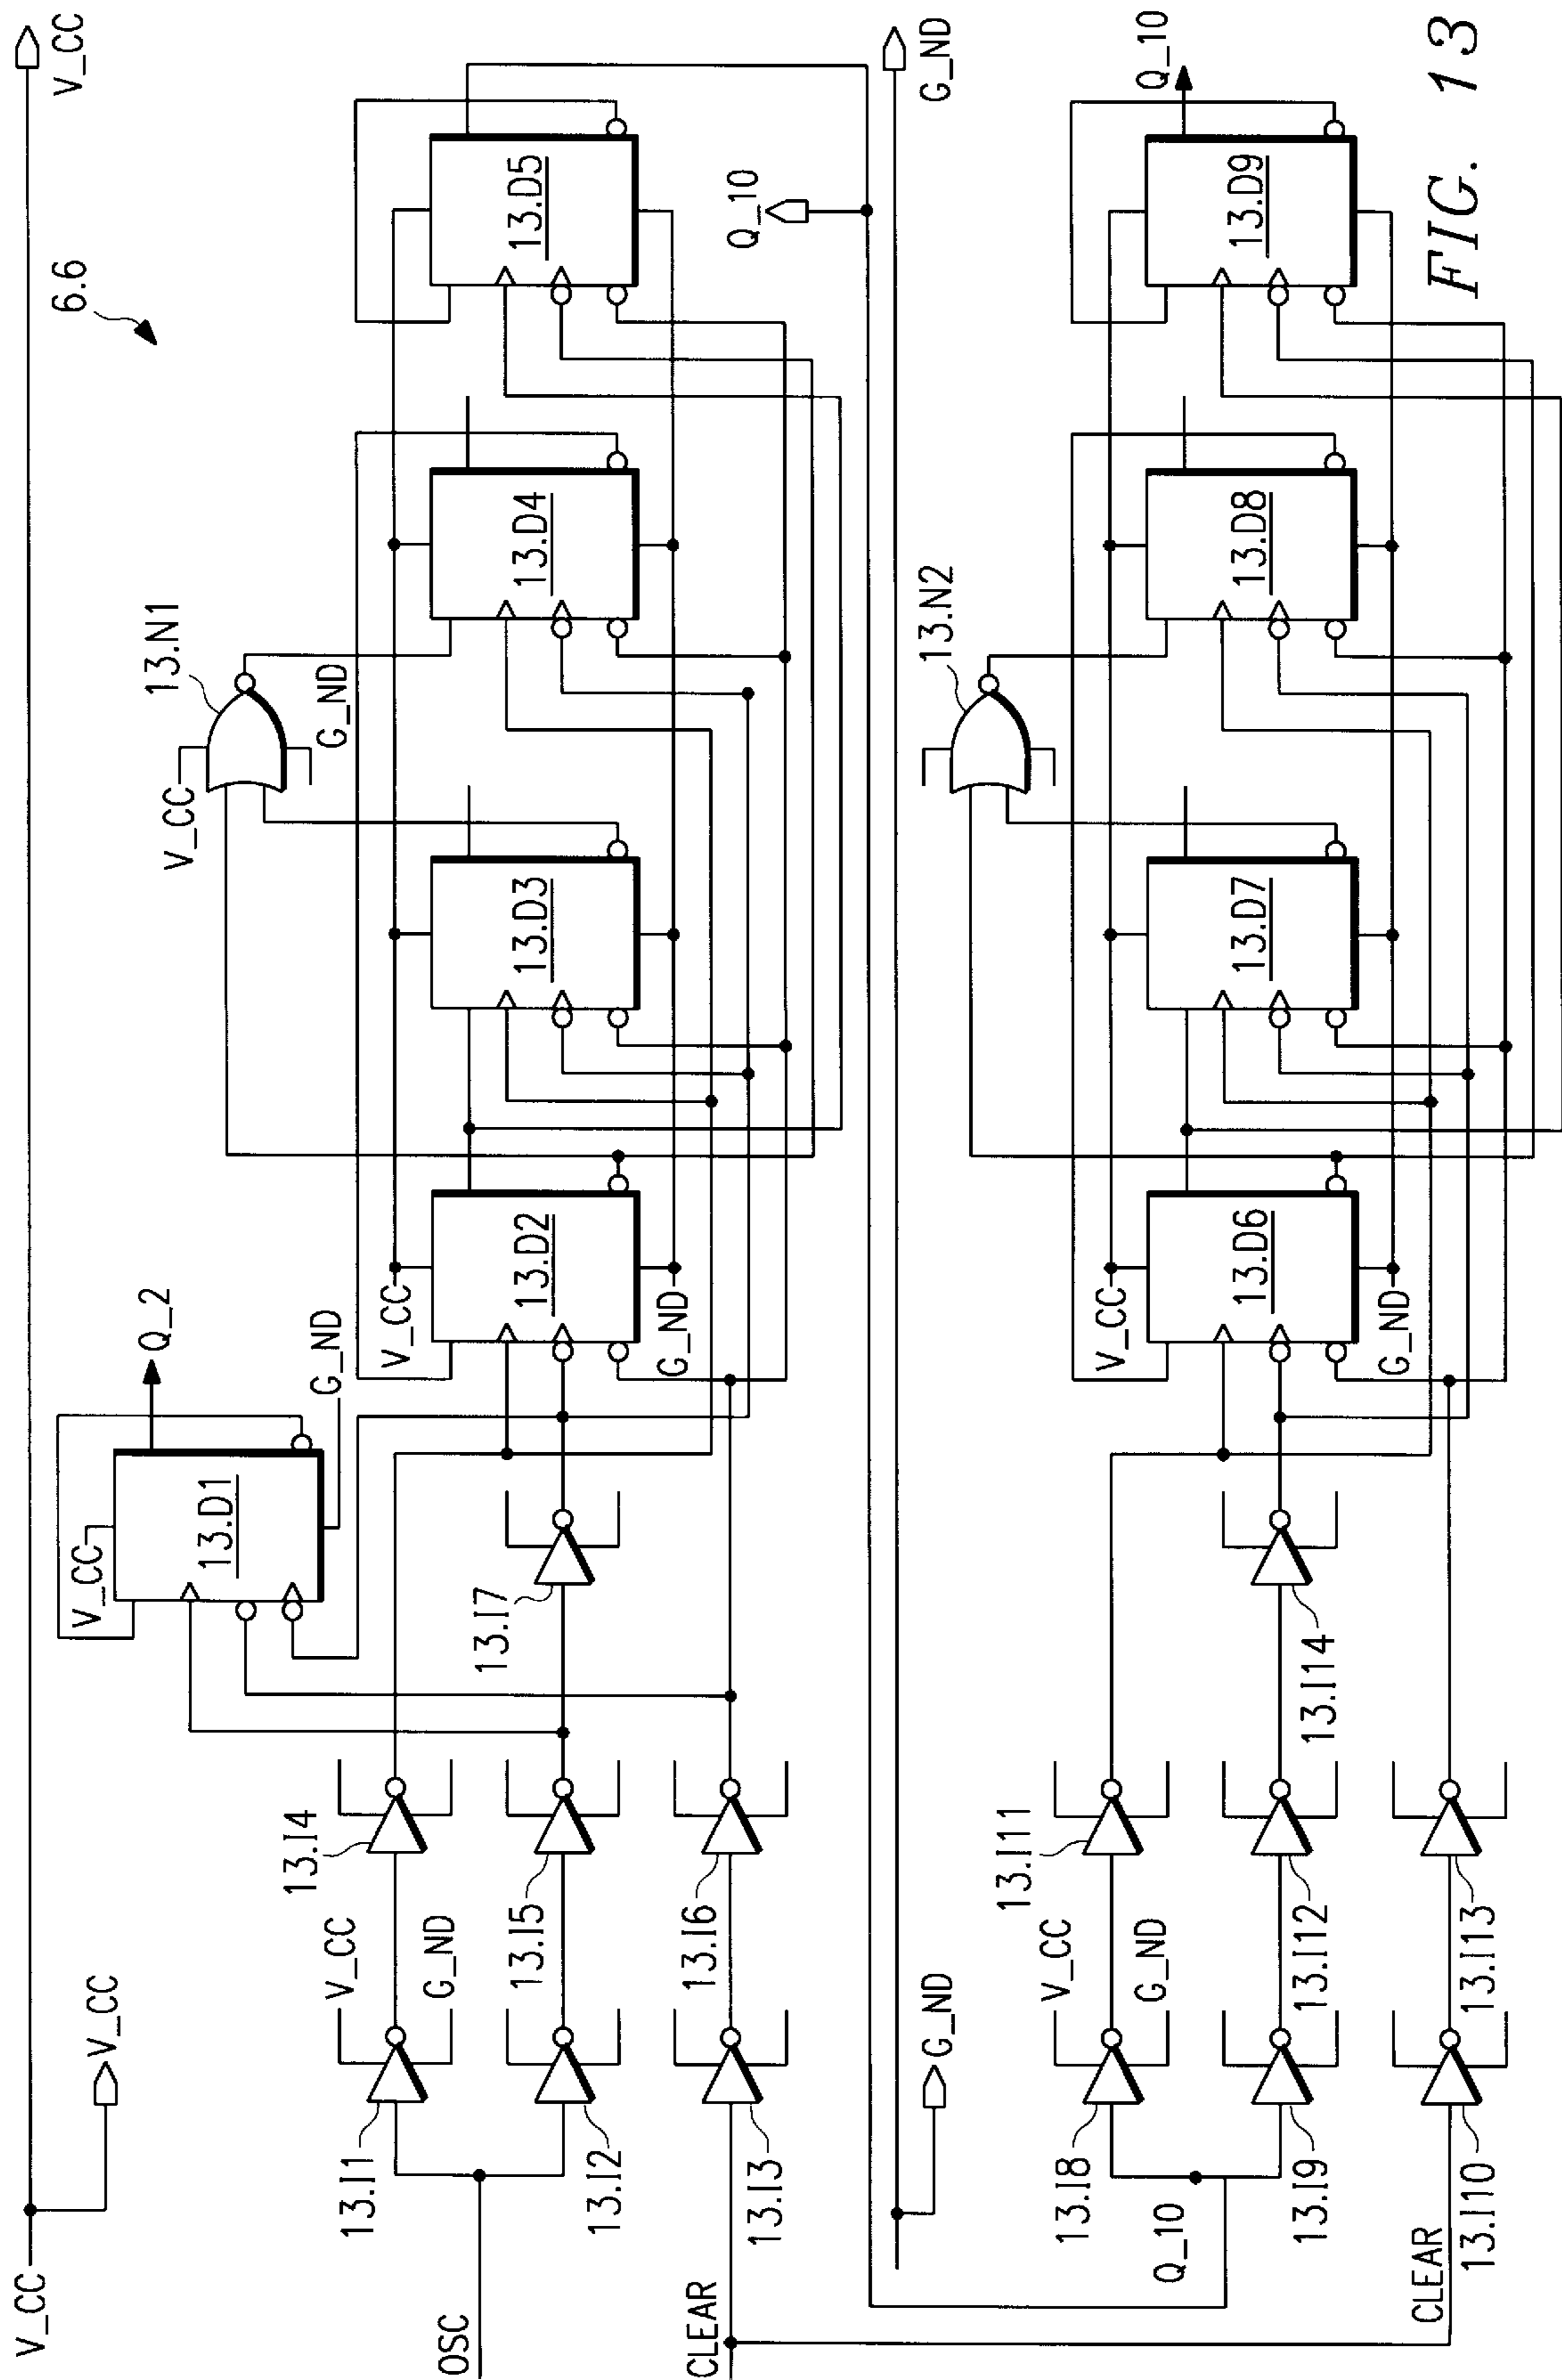 V_CC
V_CC
V_CC
6.6
V_CC
13.D1
Q_2
G_ND
V_CC
13.N1
G_ND
OSC
13.I1
V_CC
G_ND
13.I4
13.I2
13.I5
13.I7
CLEAR
13.I3
13.I6
V_CC
13.D2
G_ND
13.D3
13.D4
13.D5
Q_10
G_ND
G_ND
13.N2
Q_10
13.I8
V_CC
G_ND
13.I11
13.I9
13.I12
13.I14
CLEAR
13.I10
13.I13
V_CC
13.D6
G_ND
13.D7
13.D8
13.D9
Q_10
FIG. 13